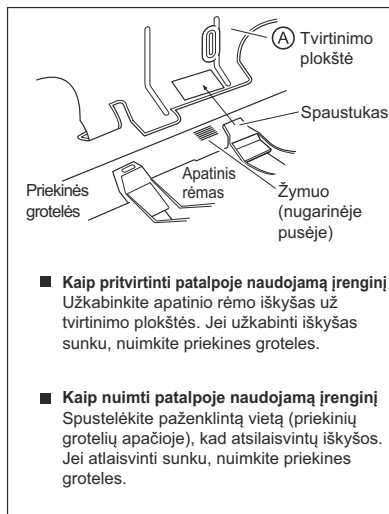 Ⓐ Tvirtinimo
plokštė
Spaustukas
Priekinės
grotelės
Apatinis
rėmas
Žymuo
(nugarinėje
pusėje)
■ Kaip pritvirtinti patalpoje naudojamą įrenginį
Užkabinkite apatinio rėmo iškyšas už
tvirtinimo plokštės. Jei užkabinti iškyšas
sunku, nuimkite priekines groteles.
■ Kaip nuimti patalpoje naudojamą įrenginį
Spustelėkite paženklintą vietą (priekinių
grotelių apačioje), kad atsilaisvintų iškyšos.
Jei atlaisvinti sunku, nuimkite priekines
groteles.